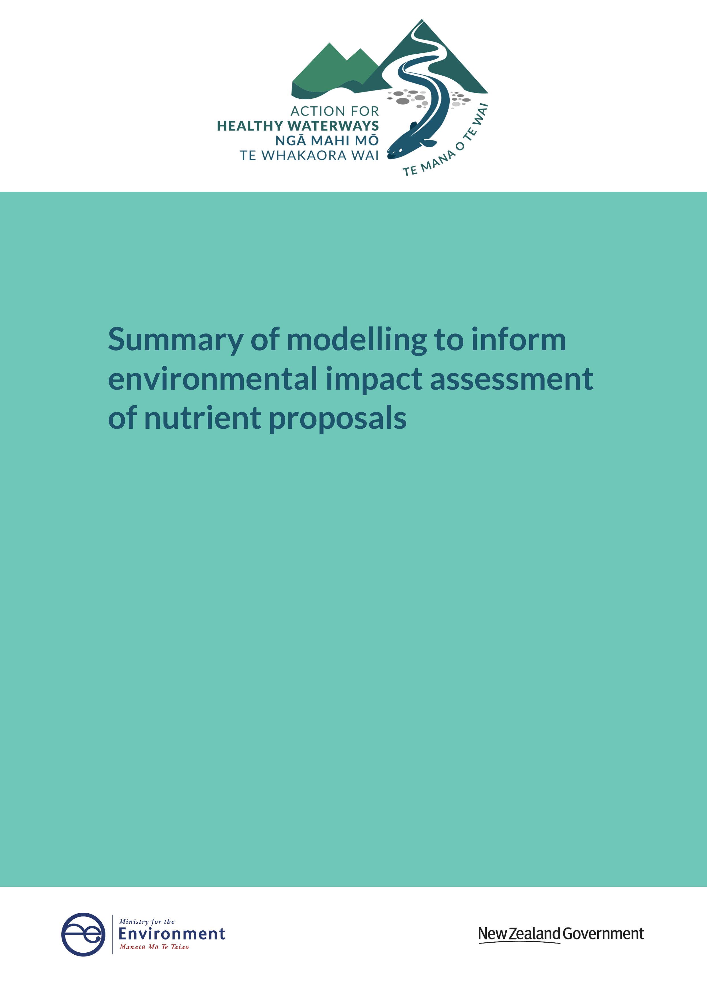 ACTION FOR
HEALTHY WATERWAYS
NGĀ MAHI MŌ
TE WHAKAORA WAI
TE MANA O TE WAI
Summary of modelling to inform
environmental impact assessment
of nutrient proposals
Ministry for the
Environment
Manatū Mō Te Taiao
New Zealand Government